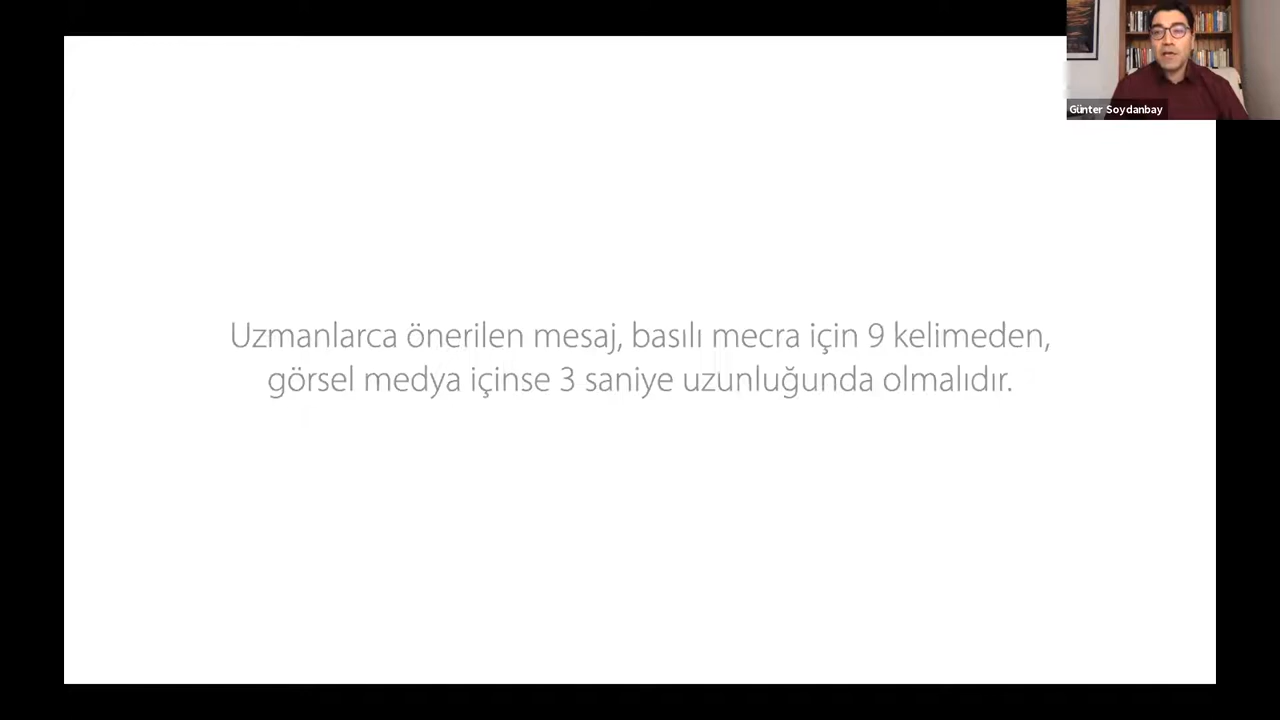 Günter Soydanbay
Uzmanlarca önerilen mesaj, basılı mecra için 9 kelimeden,
görsel medya içinse 3 saniye uzunluğunda olmalıdır.